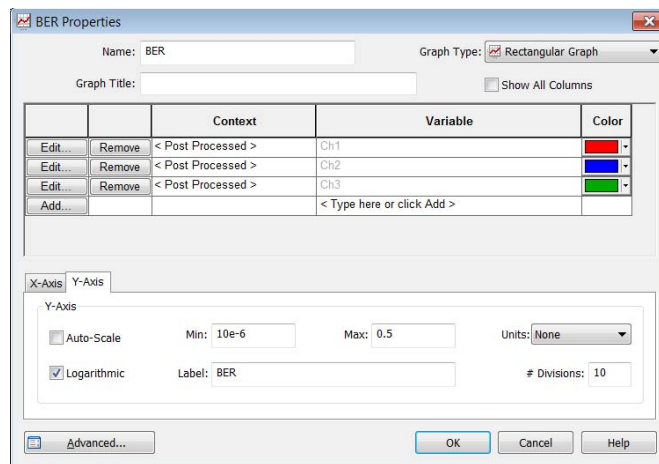 BER Properties
Name: BER Graph Type: Rectangular Graph
Graph Title: Show All Columns
Context Variable Color
Edit... Remove < Post Processed > Ch1
Edit... Remove < Post Processed > Ch2
Edit... Remove < Post Processed > Ch3
Add... < Type here or click Add >
X-Axis Y-Axis
Y-Axis
Auto-Scale Min: 10e-6 Max: 0.5 Units: None
Logarithmic Label: BER # Divisions: 10
Advanced... OK Cancel Help